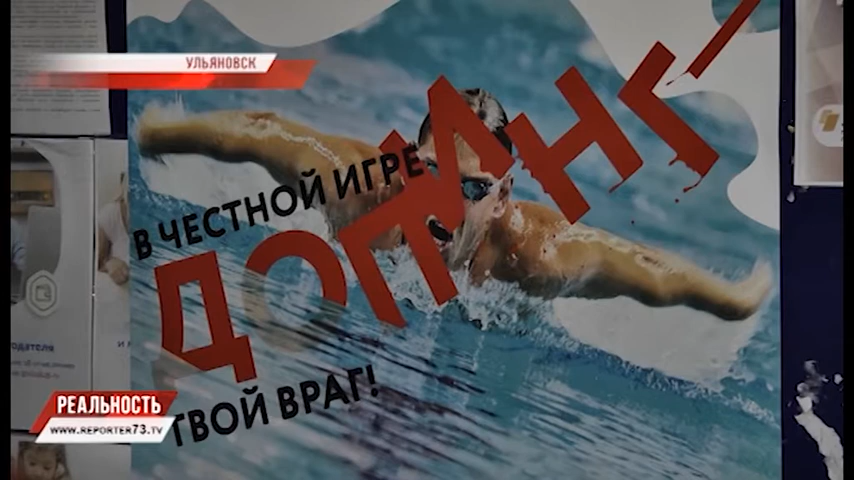 УЛЬЯНОВСК
В ЧЕСТНОЙ ИГРЕ
ДОПИНГ –
ТВОЙ ВРАГ!
РЕАЛЬНОСТЬ
WWW.REPORTER73.TV